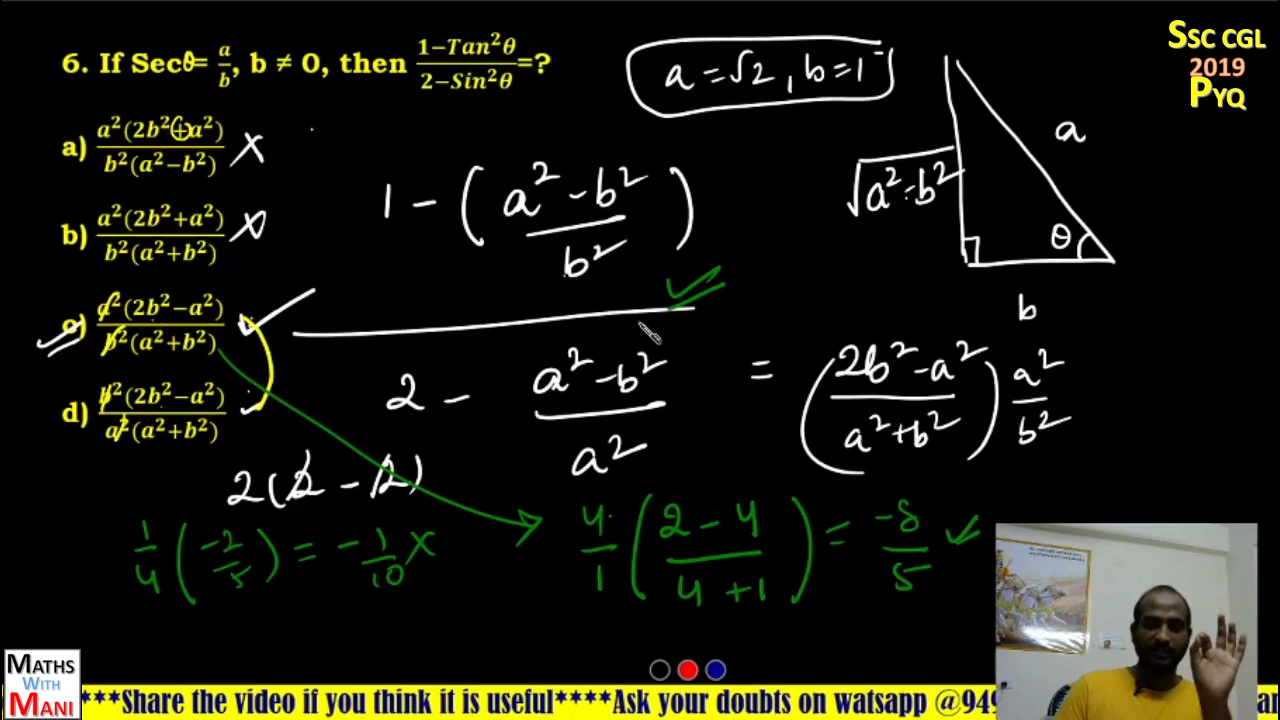 6. If Secθ= a/b, b ≠ 0, then (1−Tan²θ)/(2−Sin²θ)=?
a = √2, b = 1
SSC CGL
2019
PYQ
a) a²(2b²+a²)/b²(a²−b²) ×
b) a²(2b²+a²)/b²(a²+b²) ×
c) a²(2b²−a²)/b²(a²+b²) ✓
d) b²(2b²−a²)/a²(a²+b²)
1 − ((a² − b²)/b²)
2 − (a² − b²)/a²
= ((2b² − a²)/(a² + b²)) a²/b²
√a² − b²
a
θ
b
2(2 − 2)
1/4 (−2/5) = −1/10 ×
4/1 ((2 − 4)/(4 + 1)) = −8/5 ✓
MATHS
WITH
MANI
***Share the video if you think it is useful****Ask your doubts on watsapp @949